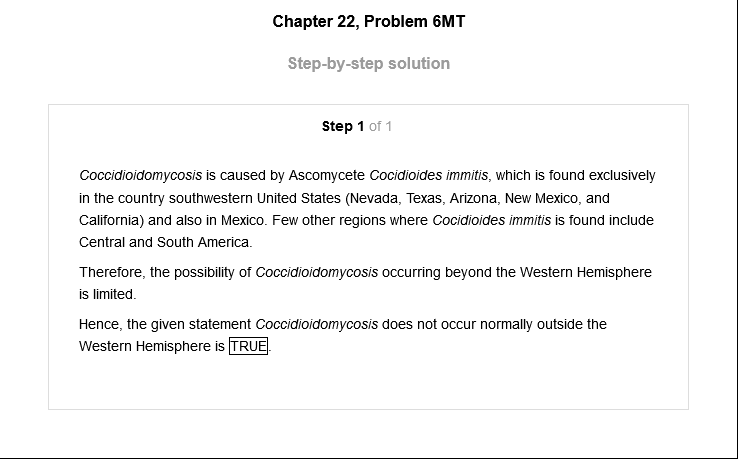 Chapter 22, Problem 6MT
Step-by-step solution
Step 1 of 1
Coccidioidomycosis is caused by Ascomycete Cocidioides immitis, which is found exclusively
in the country southwestern United States (Nevada, Texas, Arizona, New Mexico, and
California) and also in Mexico. Few other regions where Cocidioides immitis is found include
Central and South America.
Therefore, the possibility of Coccidioidomycosis occurring beyond the Western Hemisphere
is limited.
Hence, the given statement Coccidioidomycosis does not occur normally outside the
Western Hemisphere is TRUE.